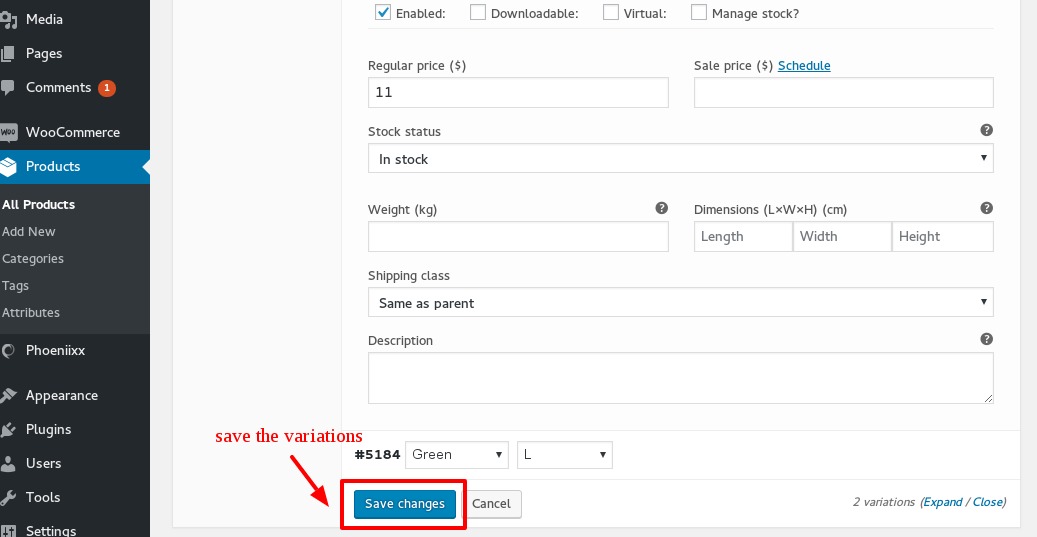 Media
Pages
Comments 1
WooCommerce
Products
All Products
Add New
Categories
Tags
Attributes
Phoeniixx
Appearance
Plugins
Users
Tools
Settings
Enabled: Downloadable: Virtual: Manage stock?
Regular price ($) Sale price ($) Schedule
11
Stock status ?
In stock
Weight (kg) ? Dimensions (L×W×H) (cm) ?
Length Width Height
Shipping class
Same as parent
Description ?
save the variations
#5184 Green L
Save changes Cancel 2 variations (Expand / Close)